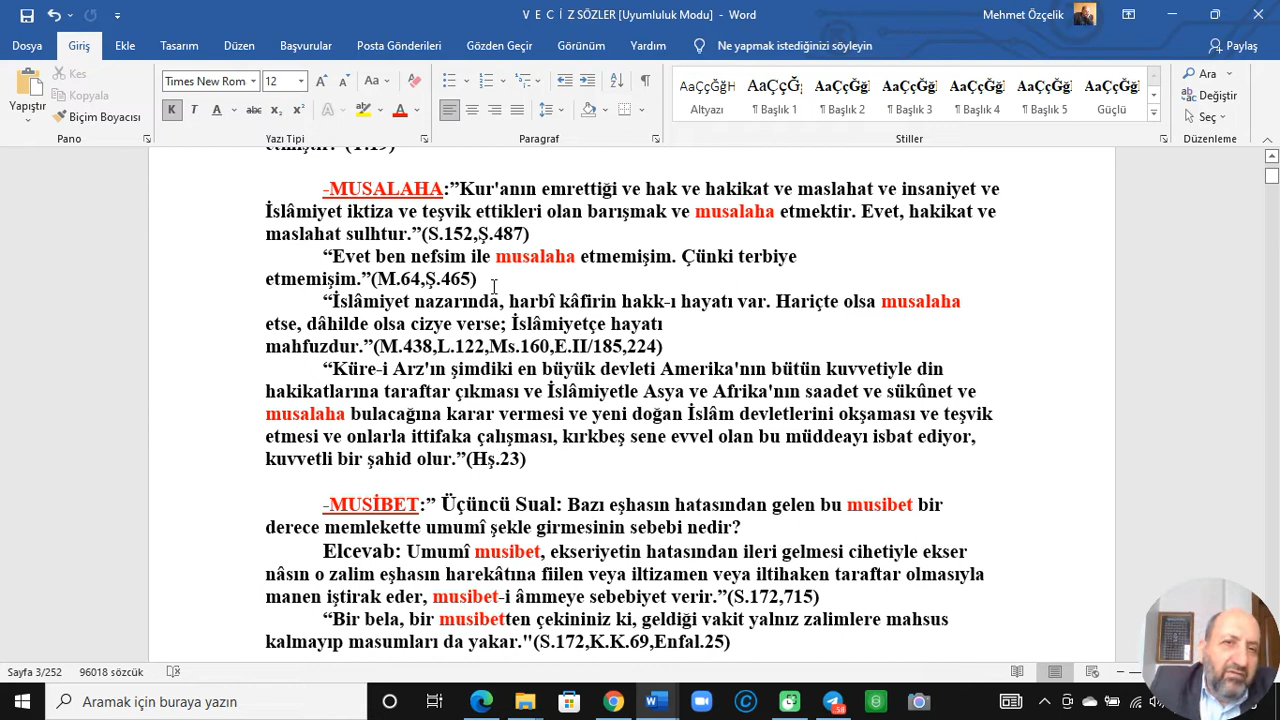 V E C İ Z SÖZLER [Uyumluluk Modu] - Word
Mehmet Özçelik
Dosya Giriş Ekle Tasarım Düzen Başvurular Posta Gönderileri Gözden Geçir Görünüm Yardım Ne yapmak istediğinizi söyleyin Paylaş
Yapıştır
Kes
Kopyala
Biçim Boyacısı
Pano
Times New Rom 12
K T A abc
Yazı Tipi
Paragraf
AaÇçĞğH AaÇçĞ AaÇçĞğ AaÇçĞğ AaÇçĞğ AaÇçĞğ AaÇçĞğ
Altyazı ¶ Başlık 1 ¶ Başlık 2 ¶ Başlık 3 ¶ Başlık 4 ¶ Başlık 5 Güçlü
Stiller
Ara
Değiştir
Seç
Düzenleme
etmiştir." (T.19)
-MUSALAHA:”Kur'anın emrettiği ve hak ve hakikat ve maslahat ve insaniyet ve
İslâmiyet iktiza ve teşvik ettikleri olan barışmak ve musalaha etmektir. Evet, hakikat ve
maslahat sulhtur.”(S.152,Ş.487)
“Evet ben nefsim ile musalaha etmemişim. Çünki terbiye
etmemişim.”(M.64,Ş.465)
“İslâmiyet nazarında, harbî kâfirin hakk-ı hayatı var. Hariçte olsa musalaha
etse, dâhilde olsa cizye verse; İslâmiyetçe hayatı
mahfuzdur.”(M.438,L.122,Ms.160,E.II/185,224)
“Küre-i Arz'ın şimdiki en büyük devleti Amerika'nın bütün kuvvetiyle din
hakikatlarına taraftar çıkması ve İslâmiyetle Asya ve Afrika'nın saadet ve sükûnet ve
musalaha bulacağına karar vermesi ve yeni doğan İslâm devletlerini okşaması ve teşvik
etmesi ve onlarla ittifaka çalışması, kırkbeş sene evvel olan bu müddeayı isbat ediyor,
kuvvetli bir şahid olur.”(Hş.23)
-MUSİBET:” Üçüncü Sual: Bazı eşhasın hatasından gelen bu musibet bir
derece memlekette umumî şekle girmesinin sebebi nedir?
Elcevab: Umumî musibet, ekseriyetin hatasından ileri gelmesi cihetiyle ekser
nâsın o zalim eşhasın harekâtına fiilen veya iltizamen veya iltihaken taraftar olmasıyla
manen iştirak eder, musibet-i âmmeye sebebiyet verir.”(S.172,715)
“Bir bela, bir musibetten çekininiz ki, geldiği vakit yalnız zalimlere mahsus
kalmayıp masumları da yakar."(S.172,K.K.69,Enfal.25)
Sayfa 3/252 96018 sözcük
Aramak için buraya yazın
58